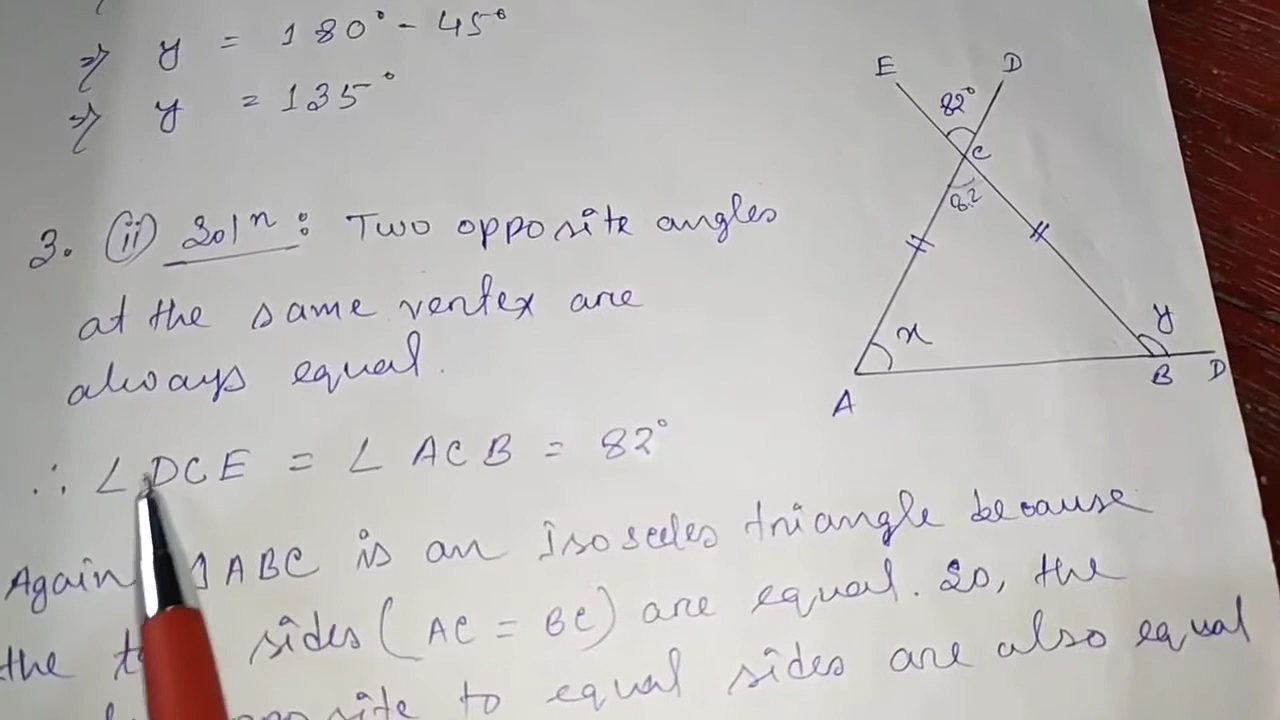 ⇒ y = 180° - 45°
⇒ y = 135°
3. (ii) Solⁿ: Two opposite angles
at the same vertex are
always equal.
∴ ∠DCE = ∠ACB = 82°
Again ABC is an Isosceles triangle because
the sides (AC = BC) are equal. So, the
to equal sides are also equal
E
D
82°
C
82
x
y
A
B
D